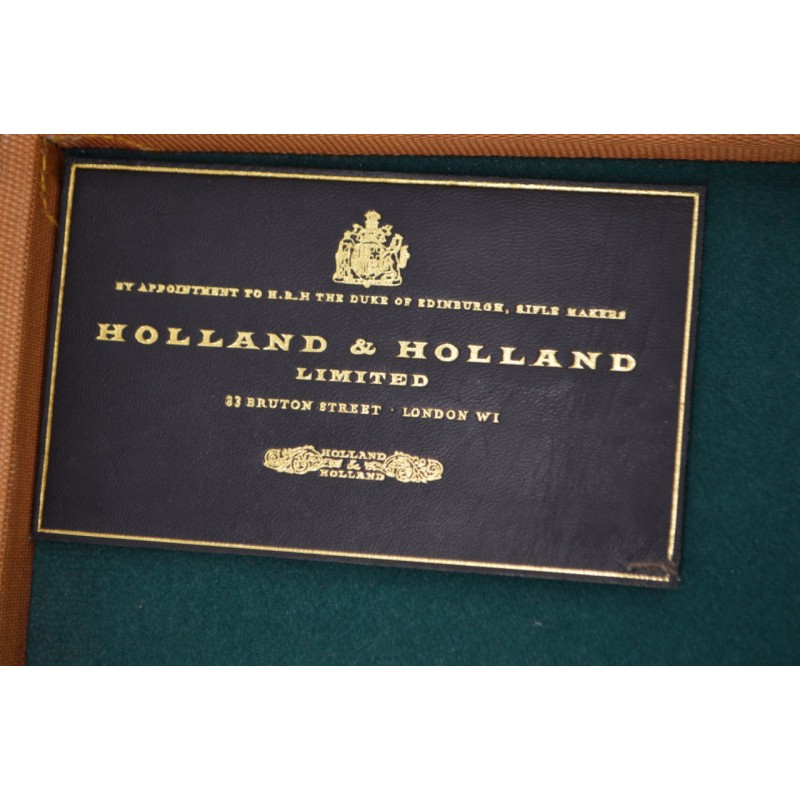 BY APPOINTMENT TO H.R.H THE DUKE OF EDINBURGH, RIFLE MAKERS
HOLLAND & HOLLAND
LIMITED
33 BRUTON STREET · LONDON W1
HOLLAND
&
HOLLAND